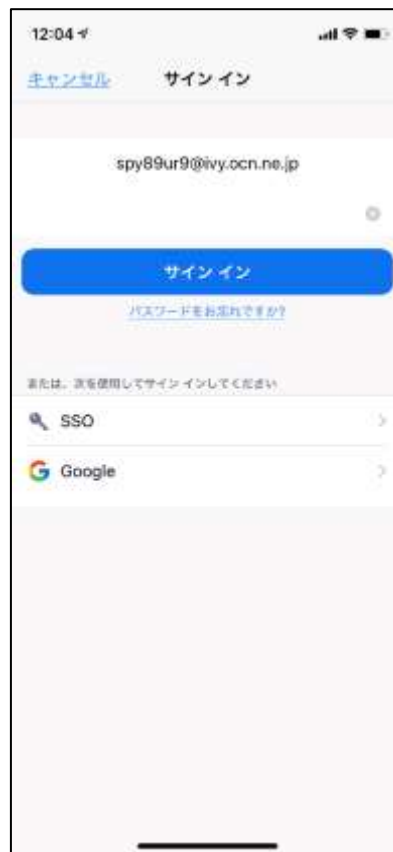 12:04
キャンセル サイン イン
spy89ur9@ivy.ocn.ne.jp
サイン イン
パスワードをお忘れですか?
または、次を使用してサイン インしてください
SSO
Google